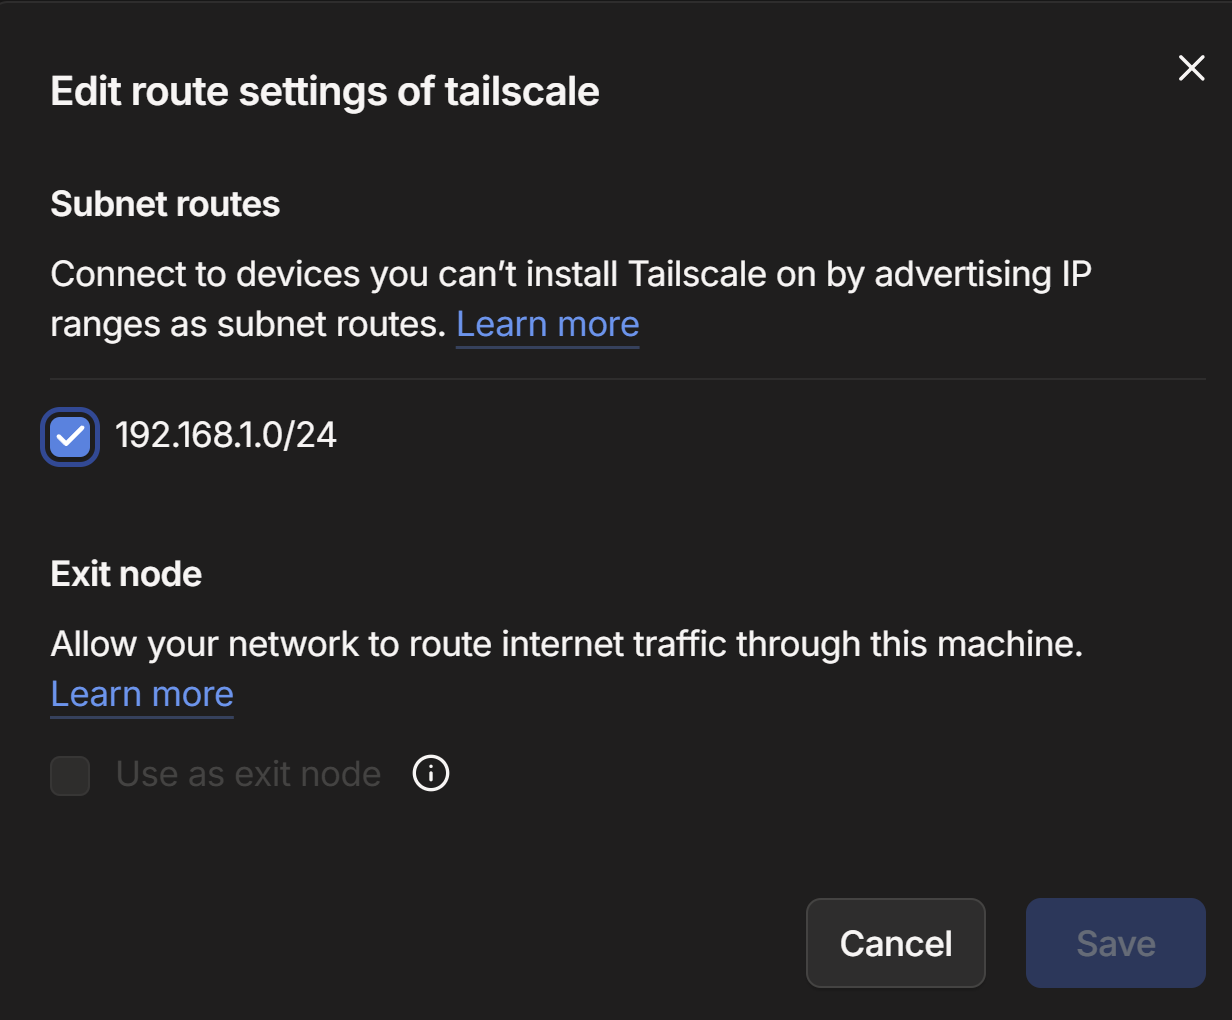 Edit route settings of tailscale
Subnet routes
Connect to devices you can’t install Tailscale on by advertising IP
ranges as subnet routes. Learn more
192.168.1.0/24
Exit node
Allow your network to route internet traffic through this machine.
Learn more
Use as exit node
Cancel
Save